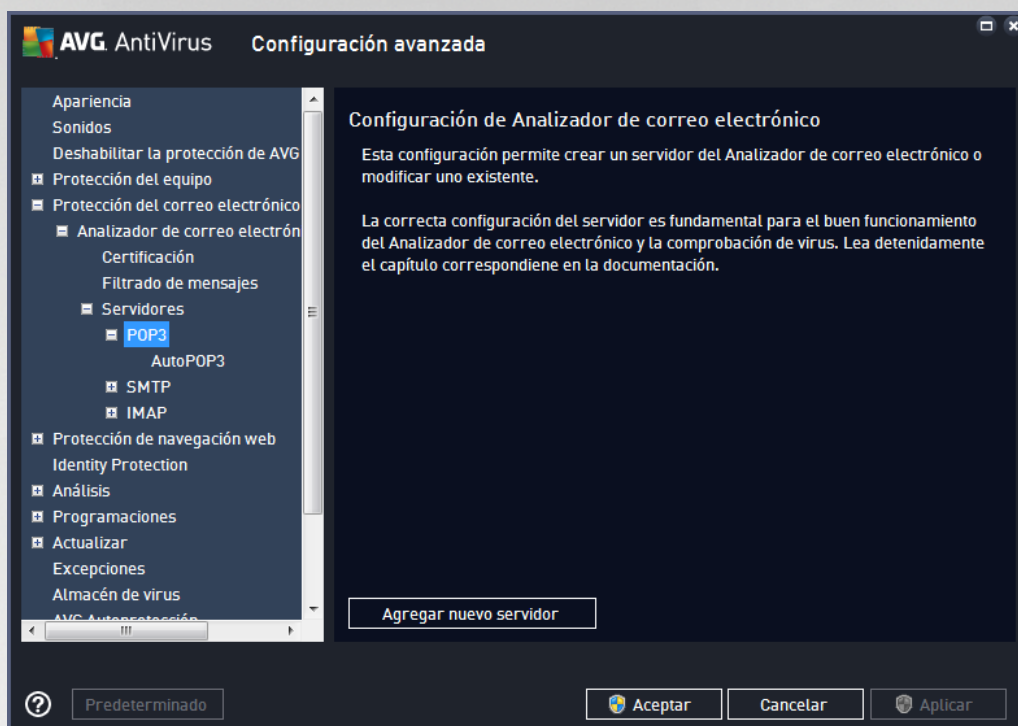 AVG AntiVirus Configuración avanzada
Apariencia
Sonidos
Deshabilitar la protección de AVG
Protección del equipo
Protección del correo electrónico
Analizador de correo electrón
Certificación
Filtrado de mensajes
Servidores
POP3
AutoPOP3
SMTP
IMAP
Protección de navegación web
Identity Protection
Análisis
Programaciones
Actualizar
Excepciones
Almacén de virus
AVG Autoprotección
Configuración de Analizador de correo electrónico
Esta configuración permite crear un servidor del Analizador de correo electrónico o
modificar uno existente.
La correcta configuración del servidor es fundamental para el buen funcionamiento
del Analizador de correo electrónico y la comprobación de virus. Lea detenidamente
el capítulo correspondiene en la documentación.
Agregar nuevo servidor
? Predeterminado Aceptar Cancelar Aplicar